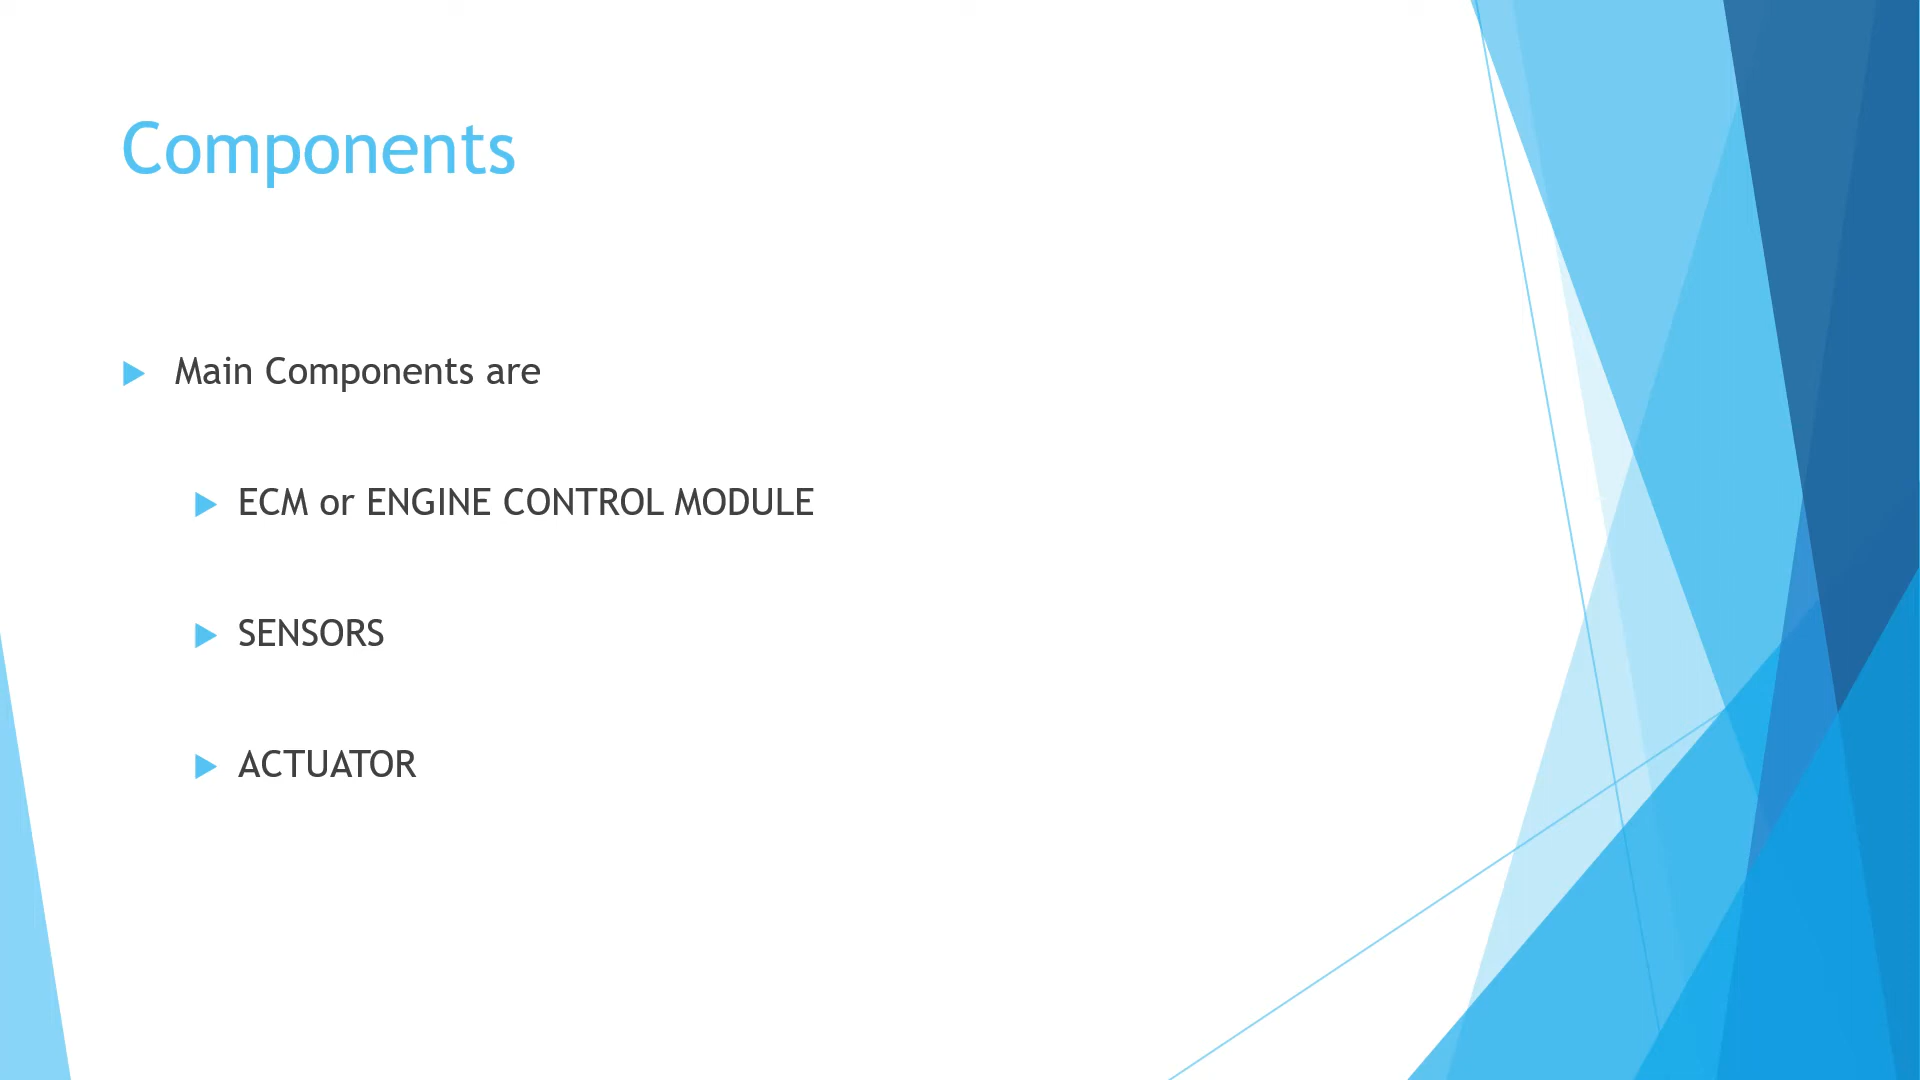 Components
Main Components are
ECM or ENGINE CONTROL MODULE
SENSORS
ACTUATOR